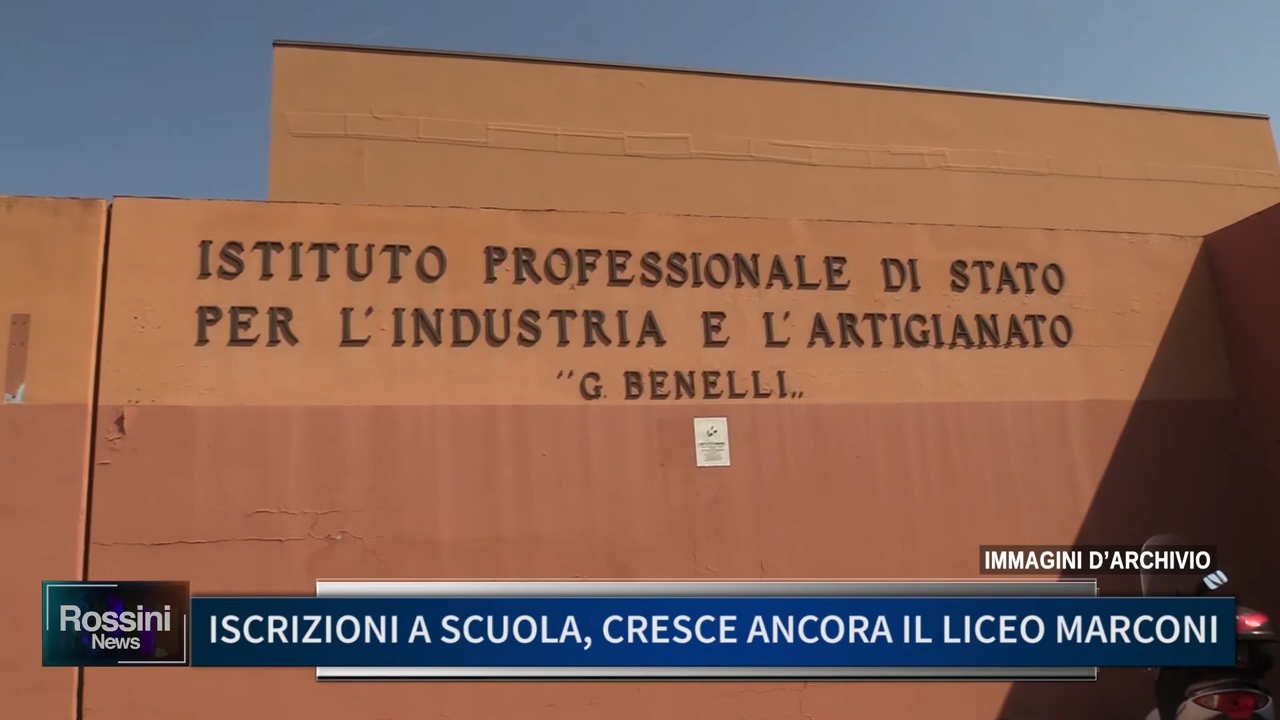 ISTITUTO PROFESSIONALE DI STATO
PER L'INDUSTRIA E L'ARTIGIANATO
"G. BENELLI„
IMMAGINI D'ARCHIVIO
Rossini
News
ISCRIZIONI A SCUOLA, CRESCE ANCORA IL LICEO MARCONI